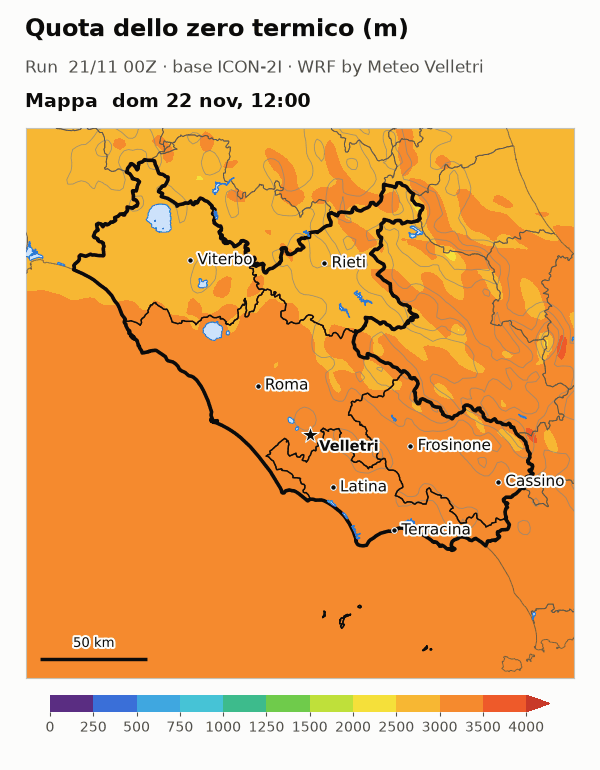 Quota dello zero termico (m)
Run  21/11 00Z · base ICON-2I · WRF by Meteo Velletri
Mappa  dom 22 nov, 12:00
Viterbo
Rieti
Roma
Velletri
Frosinone
Cassino
Latina
Terracina
50 km
0 250 500 750 1000 1250 1500 2000 2500 3000 3500 4000